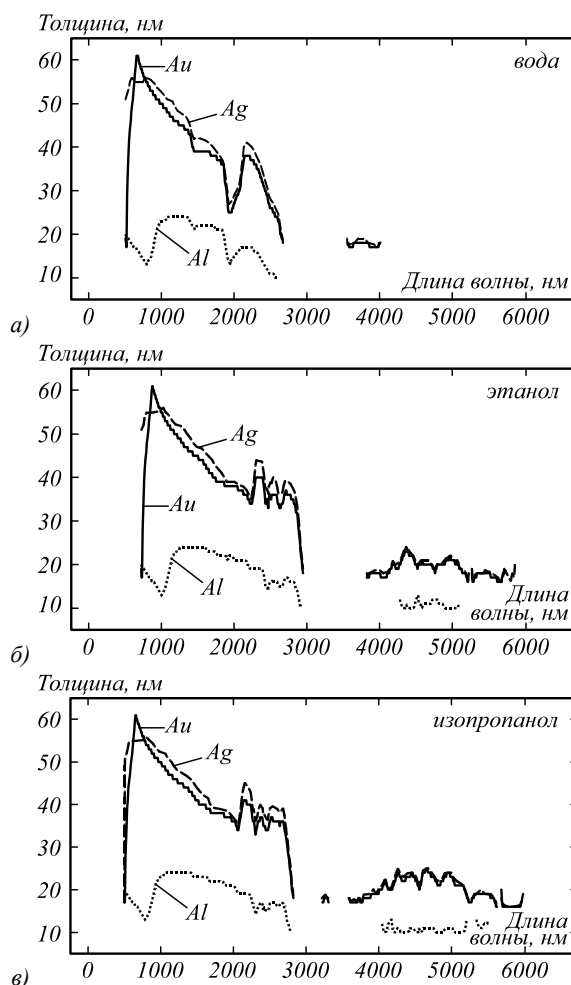 Толщина, нм
60
Au
вода
50
Ag
40
30
20
Al
10
Длина волны, нм
0 1000 2000 3000 4000 5000 6000
а)
Толщина, нм
60
этанол
50
Ag
40
Au
30
20
Al
Длина
10
волны, нм
0 1000 2000 3000 4000 5000 6000
б)
Толщина, нм
60
Au
изопропанол
Ag
50
40
30
20
Al
Длина
10
волны, нм
0 1000 2000 3000 4000 5000 6000
в)